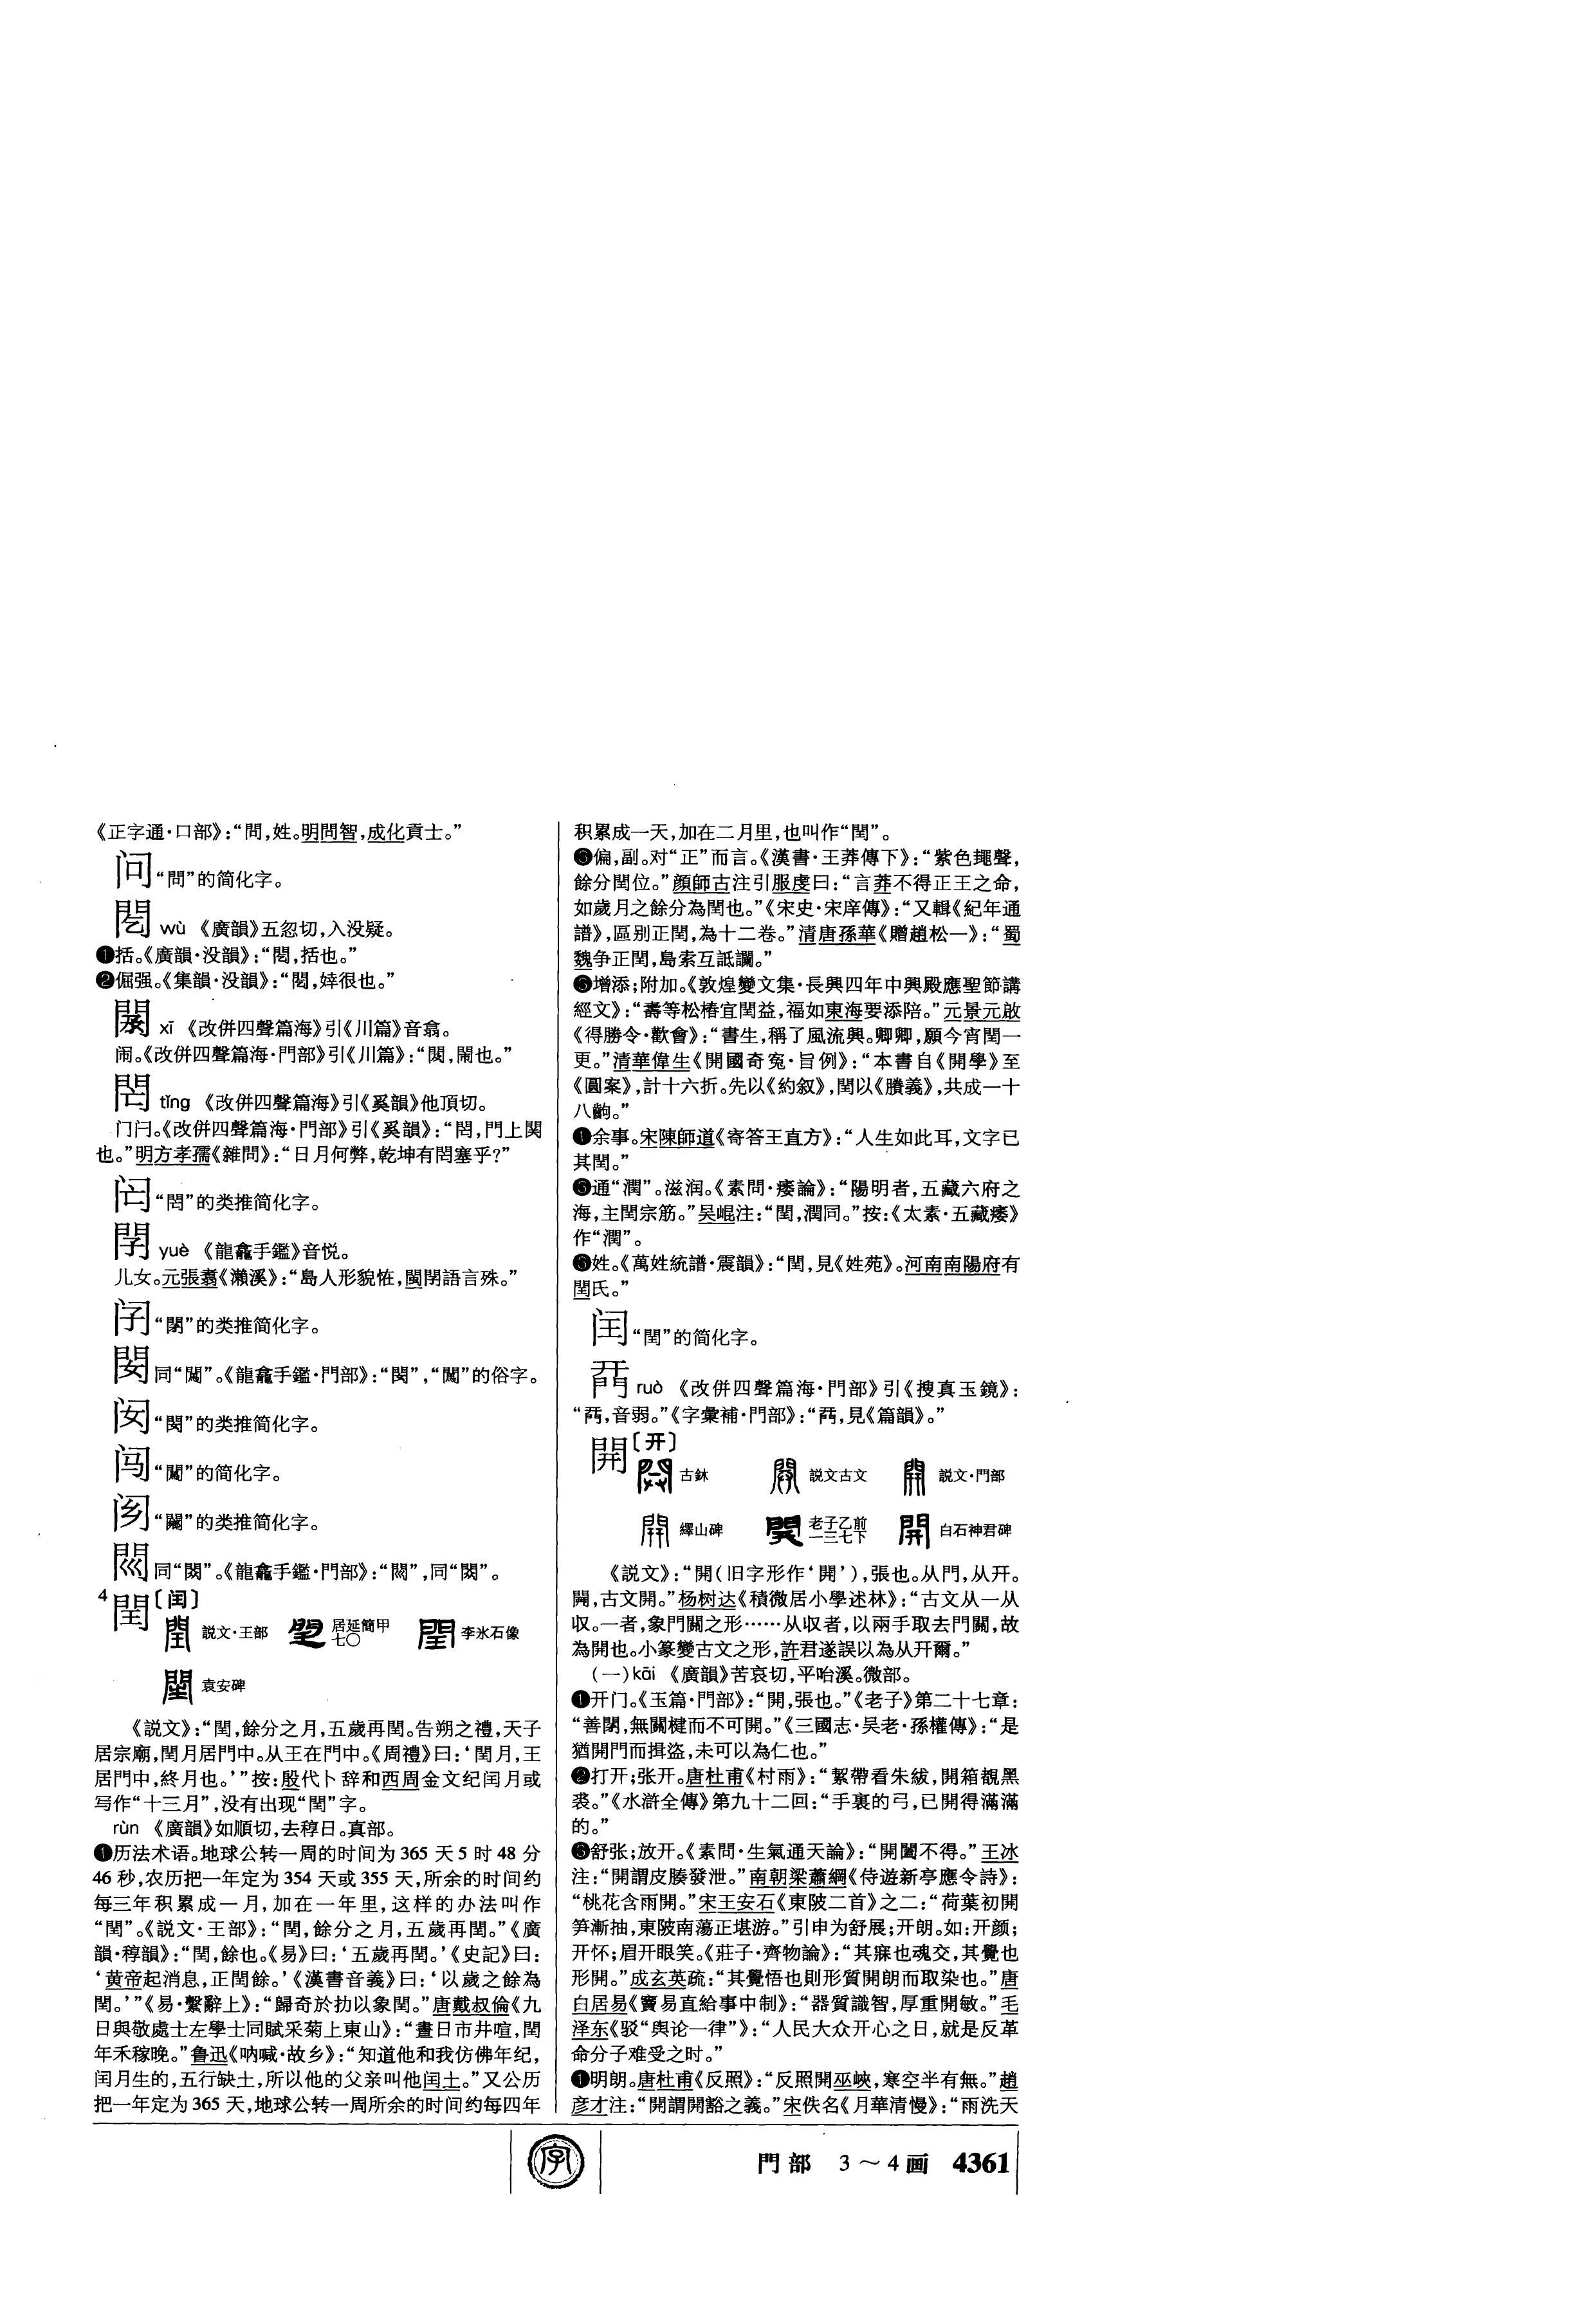 《正字通·口部》：“問，姓。明問智，成化貢士。”
问“問”的简化字。
wù 《廣韻》五忽切，入没疑。
❶括。《廣韻·没韻》：“䦍，括也。”
❷倔强。《集韻·没韻》：“䦍，婞很也。”
xī 《改併四聲篇海》引《川篇》音翕。
闹。《改併四聲篇海·門部》引《川篇》：
tǐng 《改併四聲篇海》引《奚韻》他頂切。
门闩。《改併四聲篇海·門部》引《奚韻》：“閊，門上関
也。”明方孝孺《雜問》：“日月何弊，乾坤有塞乎?”
的类推简化字。
yuè 《龍龕手鑑》音悦。
儿女。元張翥《瀨溪》：“島人形貌恠，閩語言殊。”
的类推简化字。
同“闖”。《龍龕手鑑·門部》：“闖”的俗字。
的类推简化字。
闯“闖”的简化字。
的类推简化字。
同《龍龕手鑑·門部》：
4 閏〔闰〕
説文·王部 居延簡甲七〇 李氷石像
袁安碑
《説文》：“閏，餘分之月，五歲再閏。告朔之禮，天子
居宗廟，閏月居門中。从王在門中。《周禮》曰：‘閏月，王
居門中，終月也。’”按：殷代卜辞和西周金文纪闰月或
写作“十三月”，没有出现“閏”字。
rùn 《廣韻》如順切，去稕日。真部。
❶历法术语。地球公转一周的时间为 365 天 5 时 48 分
46 秒，农历把一年定为 354 天或 355 天，所余的时间约
每三年积累成一月，加在一年里，这样的办法叫作
“閏”。《説文·王部》：“閏，餘分之月，五歲再閏。”《廣
韻·稕韻》：“閏，餘也。《易》曰：‘五歲再閏。’《史記》曰：
‘黄帝起消息，正閏餘。’《漢書音義》曰：‘以歲之餘為
閏。’”《易·繫辭上》：“歸奇於扐以象閏。”唐戴叔倫《九
日與敬處士左學士同賦采菊上東山》：“晝日市井喧，閏
年禾稼晚。”鲁迅《呐喊·故乡》：“知道他和我仿佛年纪，
闰月生的，五行缺土，所以他的父亲叫他闰土。”又公历
把一年定为 365 天，地球公转一周所余的时间约每四年
积累成一天，加在二月里，也叫作“閏”。
偏，副。对“正”而言。《漢書·王莽傳下》：“紫色䵷聲，
餘分閏位。”顔師古注引服虔曰：“言莽不得正王之命，
如歲月之餘分為閏也。”《宋史·宋庠傳》：“又輯《紀年通
譜》，區别正閏，為十二卷。”清唐孫華《贈趙松一》：“蜀
魏争正閏，島索互詆讕。”
❸增添；附加。《敦煌變文集·長興四年中興殿應聖節講
經文》：“壽等松椿宜閏益，福如東海要添陪。”元景元啟
《得勝令·歡會》：“書生，稱了風流興。卿卿，願今宵閏一
更。”清華偉生《開國奇冤·旨例》：“本書自《開學》至
《圓案》，計十六折。先以《約叙》，閏以《賸義》，共成一十
八齣。”
余事。宋陳師道《寄答王直方》：“人生如此耳，文字已
其閏。”
通“潤”。滋润。《素問·痿論》：“陽明者，五藏六府之
海，主閏宗筋。”吴崐注：“閏，潤同。”按：《太素·五藏痿》
作“潤”。
姓。《萬姓統譜·震韻》：“閏，見《姓苑》。河南南陽府有
閏氏。”
闰“閏”的简化字。
ruò 《改併四聲篇海·門部》引《搜真玉鏡》：
音弱。”《字彙補·門部》：見《篇韻》。”
開〔开〕
古鉥 説文古文 説文·門部
繹山碑 老子乙前一三七下 白石神君碑
《説文》：“開（旧字形作‘開’），張也。从門，从幵。
古文開。”杨树达《積微居小學述林》：“古文从一从
収。一者，象門關之形……从収者，以兩手取去門關，故
為開也。小篆變古文之形，許君遂誤以為从幵爾。”
(一) kāi 《廣韻》苦哀切，平咍溪。微部。
❶开门。《玉篇·門部》：“開，張也。”《老子》第二十七章：
“善閉，無關楗而不可開。”《三國志·吴老·孫權傳》：“是
猶開門而揖盗，未可以為仁也。”
❷打开；张开。唐杜甫《村雨》：“絜帶看朱紱，開箱覩黑
裘。”《水滸全傳》第九十二回：“手裏的弓，已開得滿滿
的。”
❸舒张；放开。《素問·生氣通天論》：“開闔不得。”王冰
注：“開謂皮腠發泄。”南朝梁蕭綱《侍遊新亭應令詩》：
“桃花含雨開。”宋王安石《東陂二首》之二：“荷葉初開
笋漸抽，東陂南蕩正堪游。”引申为舒展；开朗。如：开颜；
开怀；眉开眼笑。《莊子·齊物論》：“其寐也魂交，其覺也
形開。”成玄英疏：“其覺悟也則形質開朗而取染也。”唐
白居易《竇易直給事中制》：“器質識智，厚重開敏。”毛
泽东《驳“舆论一律”》：“人民大众开心之日，就是反革
命分子难受之时。”
明朗。唐杜甫《反照》：“反照開巫峽，寒空半有無。”趙
彦才注：“開謂開豁之義。”宋佚名《月華清慢》：“雨洗天
字
門部 3～4画 4361